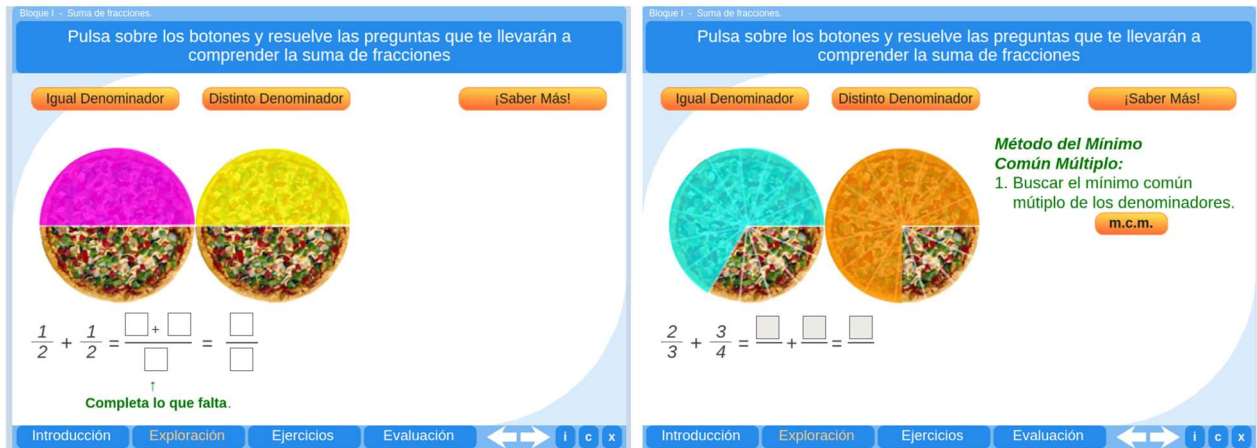 Bloque I - Suma de fracciones.
Pulsa sobre los botones y resuelve las preguntas que te llevarán a
comprender la suma de fracciones
Igual Denominador
Distinto Denominador
¡Saber Más!
1/2 + 1/2 = □ + □/□ = □/□
↑
Completa lo que falta.
Introducción
Exploración
Ejercicios
Evaluación
i
c
x
Bloque I - Suma de fracciones.
Pulsa sobre los botones y resuelve las preguntas que te llevarán a
comprender la suma de fracciones
Igual Denominador
Distinto Denominador
¡Saber Más!
Método del Mínimo
Común Múltiplo:
1. Buscar el mínimo común
mútiplo de los denominadores.
m.c.m.
2/3 + 3/4 = □ + □ = □
Introducción
Exploración
Ejercicios
Evaluación
i
c
x